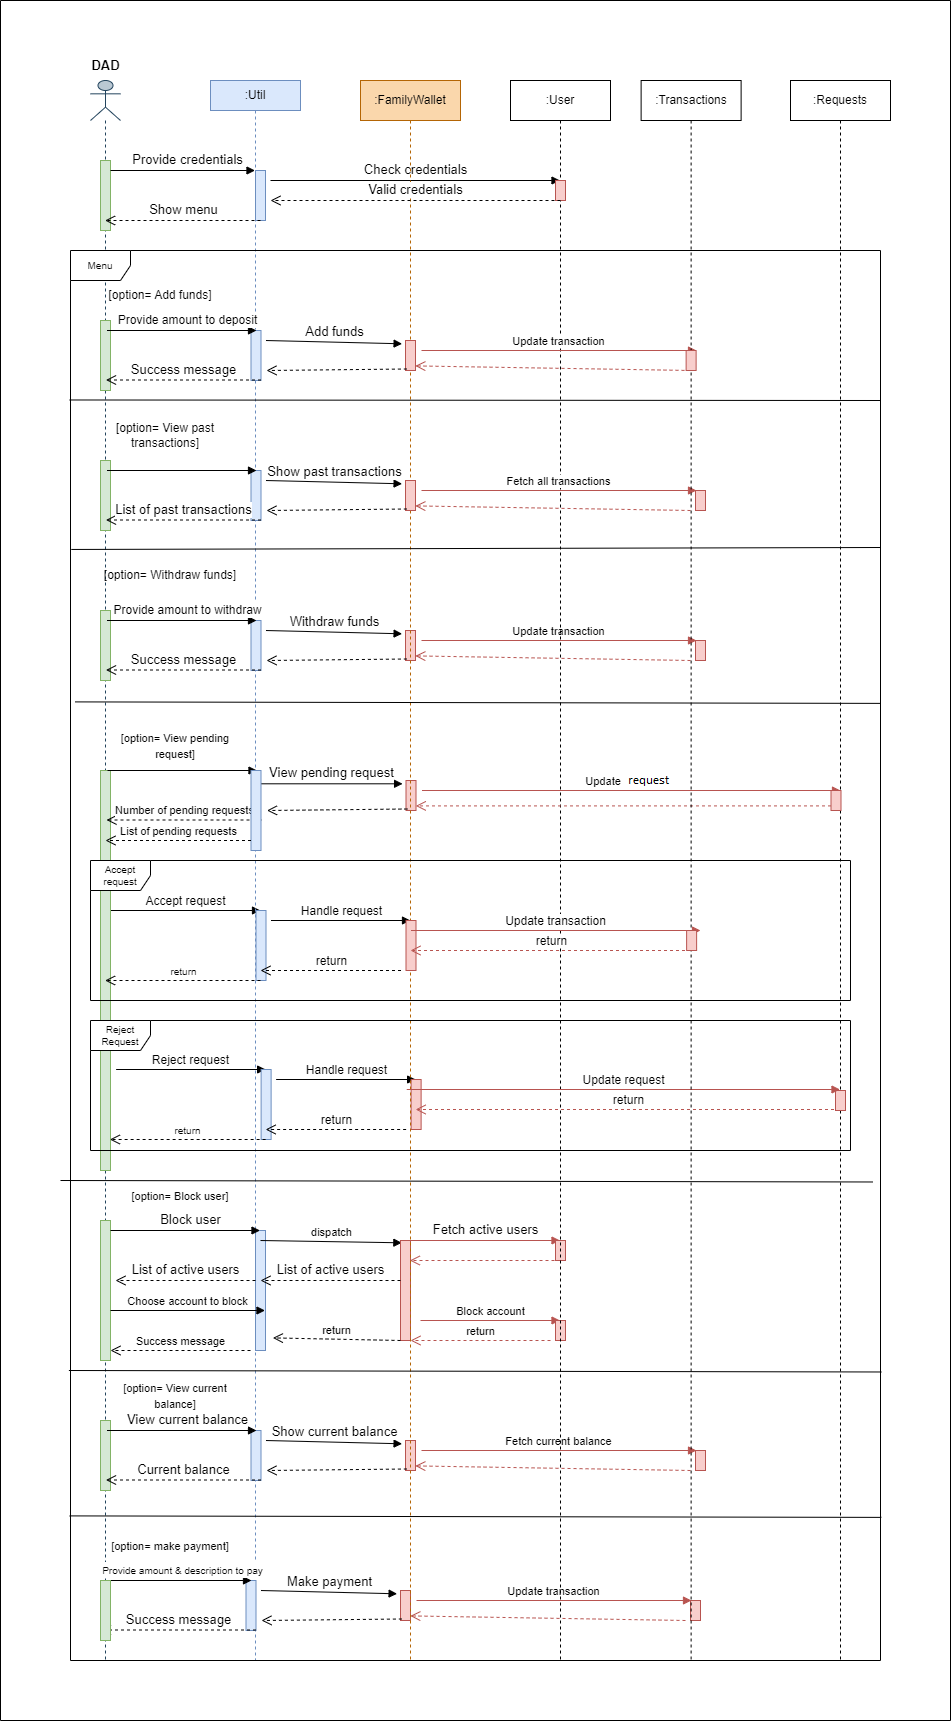 DAD
:Util
:FamilyWallet
:User
:Transactions
:Requests
Provide credentials
Check credentials
Valid credentials
Show menu
Menu
[option= Add funds]
Provide amount to deposit
Add funds
Update transaction
Success message
[option= View past
transactions]
Show past transactions
Fetch all transactions
List of past transactions
[option= Withdraw funds]
Provide amount to withdraw
Withdraw funds
Update transaction
Success message
[option= View pending
request]
View pending request
Update request
Number of pending requests
List of pending requests
Accept
request
Accept request
Handle request
Update transaction
return
return
return
Reject
Request
Reject request
Handle request
Update request
return
return
return
[option= Block user]
Block user
dispatch
Fetch active users
List of active users
List of active users
Choose account to block
Block account
return
return
Success message
[option= View current
balance]
View current balance
Show current balance
Fetch current balance
Current balance
[option= make payment]
Provide amount & description to pay
Make payment
Update transaction
Success message